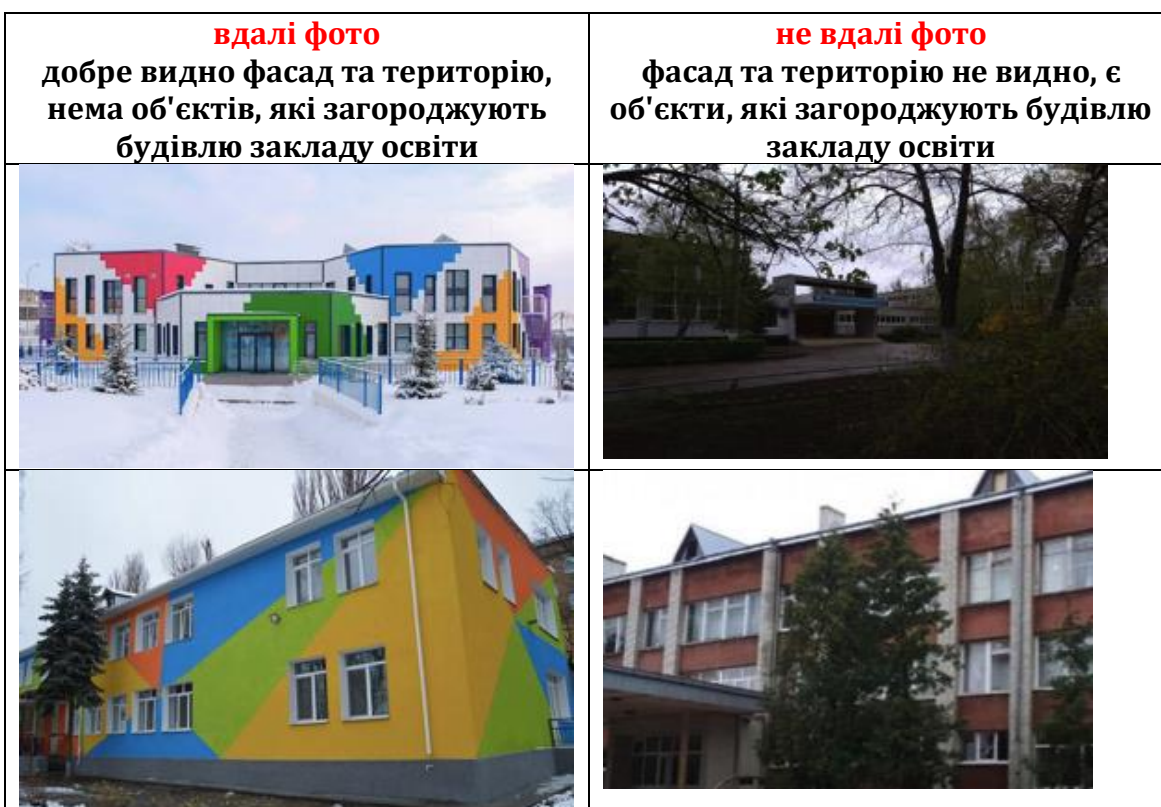 вдалі фото
добре видно фасад та територію,
нема об'єктів, які загороджують
будівлю закладу освіти
не вдалі фото
фасад та територію не видно, є
об'єкти, які загороджують будівлю
закладу освіти